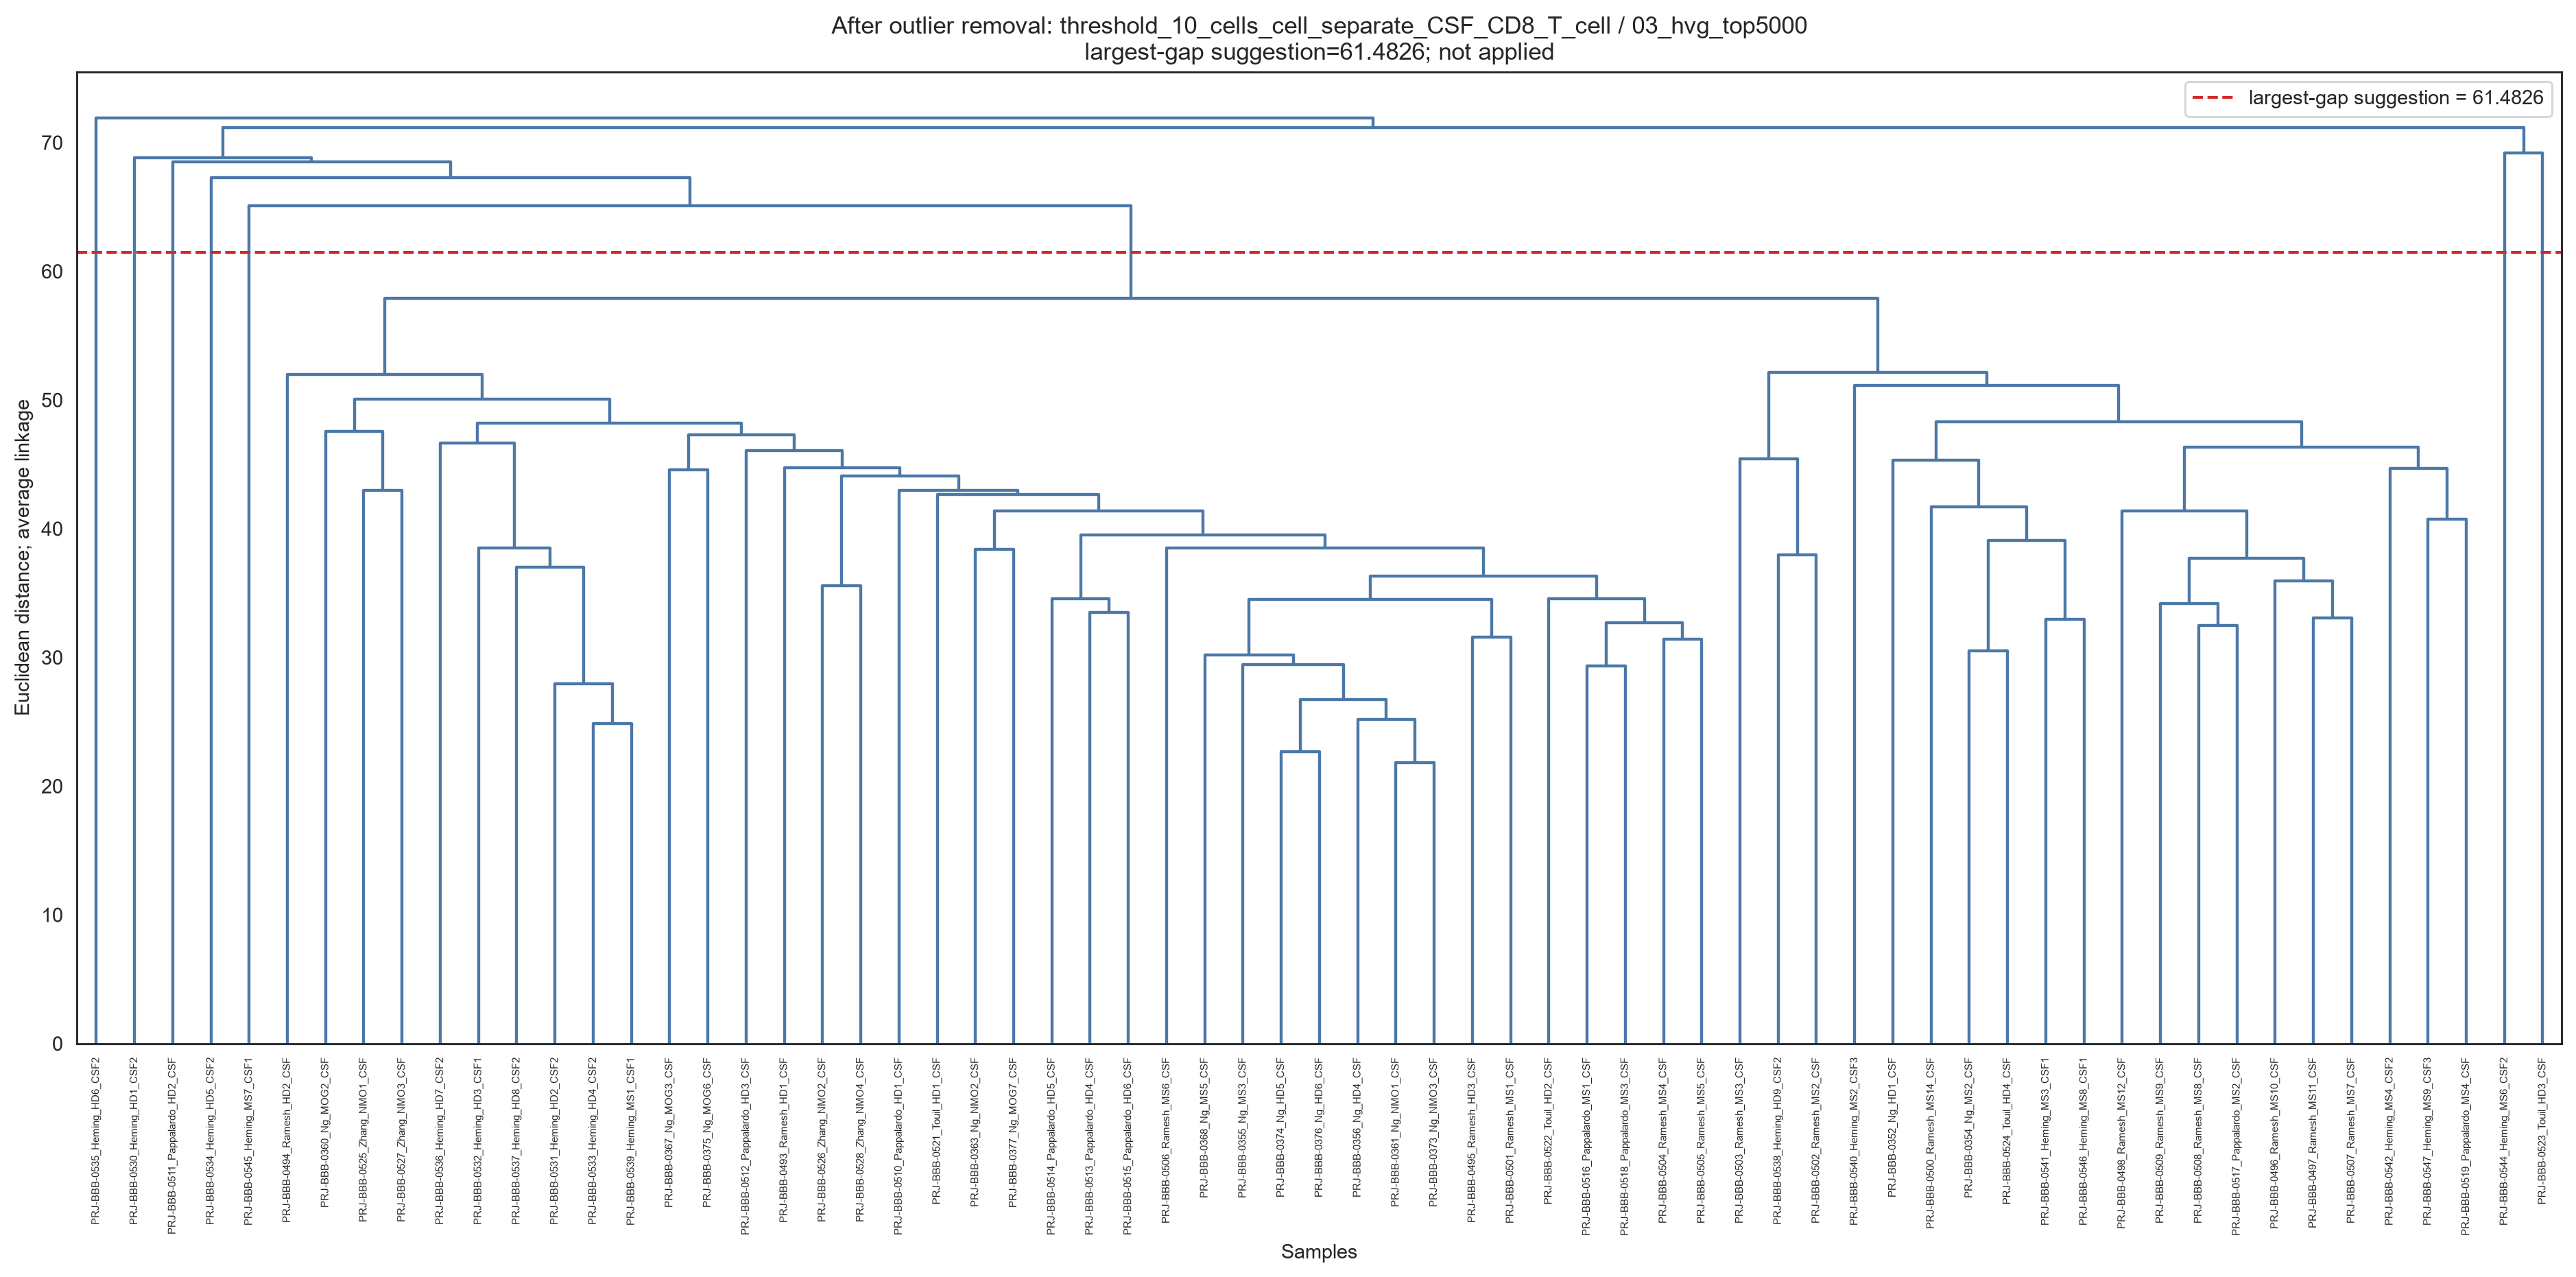 After outlier removal: threshold_10_cells_cell_separate_CSF_CD8_T_cell / 03_hvg_top5000
largest-gap suggestion=61.4826; not applied
largest-gap suggestion = 61.4826
Euclidean distance; average linkage
70
60
50
40
30
20
10
0
PRJ-BBB-0535_Heming_HD6_CSF2
PRJ-BBB-0530_Heming_HD1_CSF2
PRJ-BBB-0511_Pappalardo_HD2_CSF
PRJ-BBB-0534_Heming_HD5_CSF2
PRJ-BBB-0545_Heming_MS7_CSF1
PRJ-BBB-0494_Ramesh_HD2_CSF
PRJ-BBB-0360_Ng_MOG2_CSF
PRJ-BBB-0525_Zhang_NMO1_CSF
PRJ-BBB-0527_Zhang_NMO3_CSF
PRJ-BBB-0536_Heming_HD7_CSF2
PRJ-BBB-0532_Heming_HD3_CSF1
PRJ-BBB-0537_Heming_HD8_CSF2
PRJ-BBB-0531_Heming_HD2_CSF2
PRJ-BBB-0533_Heming_HD4_CSF2
PRJ-BBB-0539_Heming_MS1_CSF1
PRJ-BBB-0367_Ng_MOG3_CSF
PRJ-BBB-0375_Ng_MOG6_CSF
PRJ-BBB-0512_Pappalardo_HD3_CSF
PRJ-BBB-0493_Ramesh_HD1_CSF
PRJ-BBB-0526_Zhang_NMO2_CSF
PRJ-BBB-0528_Zhang_NMO4_CSF
PRJ-BBB-0510_Pappalardo_HD1_CSF
PRJ-BBB-0521_Touil_HD1_CSF
PRJ-BBB-0363_Ng_NMO2_CSF
PRJ-BBB-0377_Ng_MOG7_CSF
PRJ-BBB-0514_Pappalardo_HD5_CSF
PRJ-BBB-0513_Pappalardo_HD4_CSF
PRJ-BBB-0515_Pappalardo_HD6_CSF
PRJ-BBB-0506_Ramesh_MS6_CSF
PRJ-BBB-0368_Ng_MS5_CSF
PRJ-BBB-0355_Ng_MS3_CSF
PRJ-BBB-0374_Ng_HD5_CSF
PRJ-BBB-0376_Ng_HD6_CSF
PRJ-BBB-0356_Ng_HD4_CSF
PRJ-BBB-0361_Ng_NMO1_CSF
PRJ-BBB-0373_Ng_NMO3_CSF
PRJ-BBB-0495_Ramesh_HD3_CSF
PRJ-BBB-0501_Ramesh_MS1_CSF
PRJ-BBB-0522_Touil_HD2_CSF
PRJ-BBB-0516_Pappalardo_MS1_CSF
PRJ-BBB-0518_Pappalardo_MS3_CSF
PRJ-BBB-0504_Ramesh_MS4_CSF
PRJ-BBB-0505_Ramesh_MS5_CSF
PRJ-BBB-0503_Ramesh_MS3_CSF
PRJ-BBB-0538_Heming_HD9_CSF2
PRJ-BBB-0502_Ramesh_MS2_CSF
PRJ-BBB-0540_Heming_MS2_CSF3
PRJ-BBB-0352_Ng_HD1_CSF
PRJ-BBB-0500_Ramesh_MS14_CSF
PRJ-BBB-0354_Ng_MS2_CSF
PRJ-BBB-0524_Touil_HD4_CSF
PRJ-BBB-0541_Heming_MS3_CSF1
PRJ-BBB-0546_Heming_MS8_CSF1
PRJ-BBB-0498_Ramesh_MS12_CSF
PRJ-BBB-0509_Ramesh_MS9_CSF
PRJ-BBB-0508_Ramesh_MS8_CSF
PRJ-BBB-0517_Pappalardo_MS2_CSF
PRJ-BBB-0496_Ramesh_MS10_CSF
PRJ-BBB-0497_Ramesh_MS11_CSF
PRJ-BBB-0507_Ramesh_MS7_CSF
PRJ-BBB-0542_Heming_MS4_CSF2
PRJ-BBB-0547_Heming_MS9_CSF3
PRJ-BBB-0519_Pappalardo_MS4_CSF
PRJ-BBB-0544_Heming_MS6_CSF2
PRJ-BBB-0523_Touil_HD3_CSF
Samples